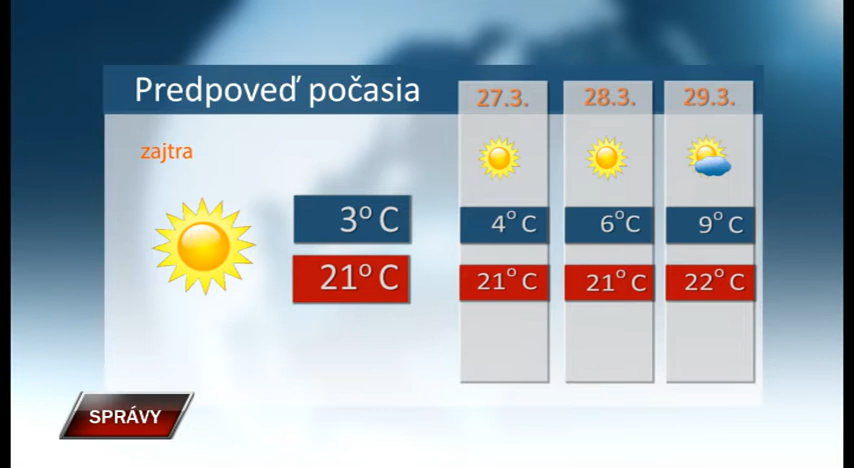 Predpoveď počasia
zajtra
3° C
21° C
27.3.
4° C
21° C
28.3.
6°C
21° C
29.3.
9° C
22° C
SPRÁVY